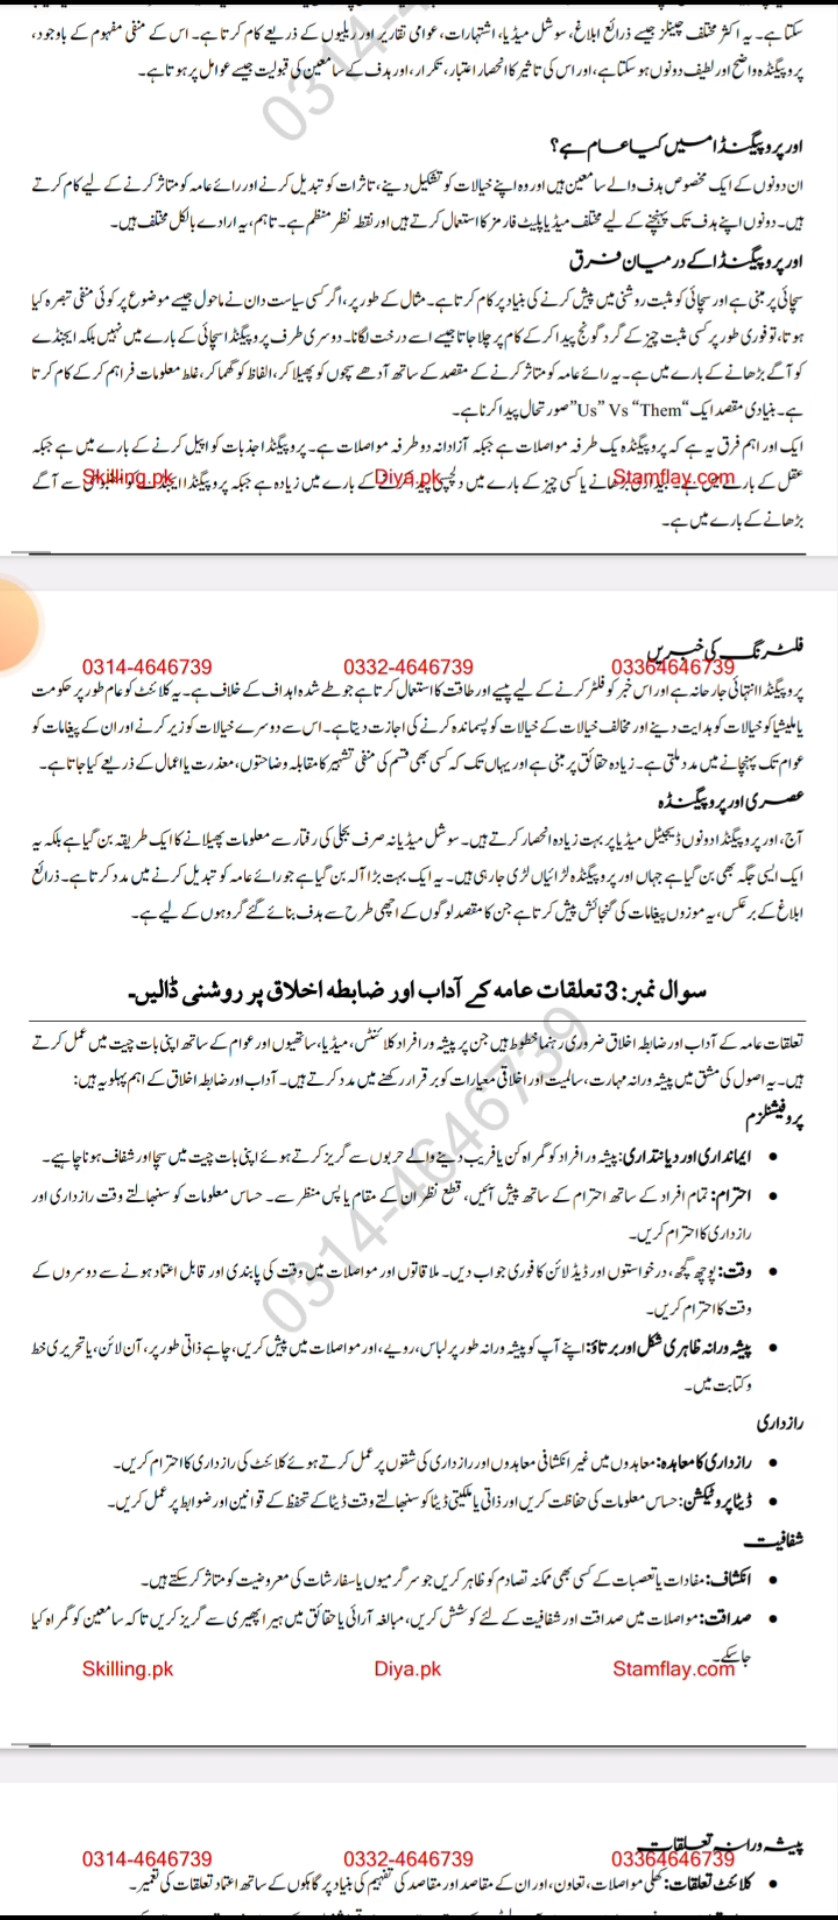 سکتا ہے۔ یہ اکثر مختلف چینلز جیسے ذرائع ابلاغ، سوشل میڈیا، اشتہارات، عوامی تقاریر اور ریلیوں کے ذریعے کام کرتا ہے۔ اس کے منفی مفہوم کے باوجود،
پروپیگنڈہ واضح اور لطیف دونوں ہو سکتا ہے، اور اس کی تاثیر کا انحصار اعتبار، تکرار، اور ہدف کے سامعین کی قبولیت جیسے عوامل پر ہوتا ہے۔
0314-4
اور پروپیگنڈا میں کیا عام ہے؟
ان دونوں کے ایک مخصوص ہدف والے سامعین ہیں اور وہ اپنے خیالات کو تشکیل دینے، تاثرات کو تبدیل کرنے اور رائے عامہ کو متاثر کرنے کے لیے کام کرتے
ہیں۔ دونوں اپنے ہدف تک پہنچنے کے لیے مختلف میڈیا پلیٹ فارمز کا استعمال کرتے ہیں اور نقطہ نظر منظم ہے۔ تاہم، یہ ارادے بالکل مختلف ہیں۔
اور پروپیگنڈا کے درمیان فرق
سچائی پر مبنی ہے اور سچائی کو مثبت روشنی میں پیش کرنے کی بنیاد پر کام کرتا ہے۔ مثال کے طور پر، اگر کسی سیاست دان نے ماحول جیسے موضوع پر کوئی منفی تبصرہ کیا
ہوتا، تو فوری طور پر کسی مثبت چیز کے گرد گونج پیدا کر کے کام پر چلا جاتا جیسے اسے درخت لگانا۔ دوسری طرف پروپیگنڈا سچائی کے بارے میں نہیں بلکہ ایجنڈے
کو آگے بڑھانے کے بارے میں ہے۔ یہ رائے عامہ کو متاثر کرنے کے مقصد کے ساتھ آدھے سچوں کو پھیلا کر، الفاظ کو گھما کر، غلط معلومات فراہم کر کے کام کرتا
ہے۔ بنیادی مقصد ایک “Us” Vs “Them” صورتحال پیدا کرنا ہے۔
ایک اور اہم فرق یہ ہے کہ پروپیگنڈہ یک طرفہ مواصلات ہے جبکہ آزادانہ دو طرفہ مواصلات ہے۔ پروپیگنڈا جذبات کو اپیل کرنے کے بارے میں ہے جبکہ
عقل کے بارے میں ہے۔ بیداری بڑھانے یا کسی چیز کے بارے میں دلچسپی پیدا کرنے کے بارے میں زیادہ ہے جبکہ پروپیگنڈا ایجنڈے کو سے آگے
Skilling.pk Diya.pk Stamflay.com
بڑھانے کے بارے میں ہے۔
فلٹرنگ کی خبریں
0314-4646739 0332-4646739 03364646739
پروپیگنڈا انتہائی جارحانہ ہے اور اس خبر کو فلٹر کرنے کے لیے پیسے اور طاقت کا استعمال کرتا ہے جو طے شدہ اہداف کے خلاف ہے۔ یہ کلائنٹ کو عام طور پر حکومت
یا ملیشیا کو خیالات کو ہدایت دینے اور مخالف خیالات کے خیالات کو پسماندہ کرنے کی اجازت دیتا ہے۔ اس سے دوسرے خیالات کو زیر کرنے اور ان کے پیغامات کو
عوام تک پہنچانے میں مدد ملتی ہے۔ زیادہ حقائق پر مبنی ہے اور یہاں تک کہ کسی بھی قسم کی منفی تشہیر کا مقابلہ وضاحتوں، معذرت یا اعمال کے ذریعے کیا جاتا ہے۔
عصری اور پروپیگنڈہ
آج، اور پروپیگنڈا دونوں ڈیجیٹل میڈیا پر بہت زیادہ انحصار کرتے ہیں۔ سوشل میڈیا نہ صرف بجلی کی رفتار سے معلومات پھیلانے کا ایک طریقہ بن گیا ہے بلکہ یہ
ایک ایسی جگہ بھی بن گیا ہے جہاں اور پروپیگنڈہ لڑائیاں لڑی جا رہی ہیں۔ یہ ایک بہت بڑا آلہ بن گیا ہے جو رائے عامہ کو تبدیل کرنے میں مدد کرتا ہے۔ ذرائع
ابلاغ کے برعکس، یہ موزوں پیغامات کی گنجائش پیش کرتا ہے جن کا مقصد لوگوں کے اچھی طرح سے ہدف بنائے گئے گروہوں کے لیے ہے۔
سوال نمبر: 3 تعلقات عامہ کے آداب اور ضابطہ اخلاق پر روشنی ڈالیں۔
تعلقات عامہ کے آداب اور ضابطہ اخلاق ضروری رہنما خطوط ہیں جن پر پیشہ ور افراد کلائنٹس، میڈیا، ساتھیوں اور عوام کے ساتھ اپنی بات چیت میں عمل کرتے
ہیں۔ یہ اصول کی مشق میں پیشہ ورانہ مہارت، سالمیت اور اخلاقی معیارات کو برقرار رکھنے میں مدد کرتے ہیں۔ آداب اور ضابطہ اخلاق کے اہم پہلو یہ ہیں:
0314-4646739
پروفیشنلزم
• ایمانداری اور دیانتداری: پیشہ ور افراد کو گمراہ کن یا فریب دینے والے حربوں سے گریز کرتے ہوئے اپنی بات چیت میں سچا اور شفاف ہونا چاہیے۔
• احترام: تمام افراد کے ساتھ احترام کے ساتھ پیش آئیں، قطع نظر ان کے مقام یا پس منظر سے۔ حساس معلومات کو سنبھالتے وقت رازداری اور
رازداری کا احترام کریں۔
• وقت: پوچھ گچھ، درخواستوں اور ڈیڈ لائن کا فوری جواب دیں۔ ملاقاتوں اور مواصلات میں وقت کی پابندی اور قابل اعتماد ہونے سے دوسروں کے
وقت کا احترام کریں۔
• پیشہ ورانہ ظاہری شکل اور برتاؤ: اپنے آپ کو پیشہ ورانہ طور پر لباس، رویے، اور مواصلات میں پیش کریں، چاہے ذاتی طور پر، آن لائن، یا تحریری خط
و کتابت میں۔
رازداری
• رازداری کا معاہدہ: معاہدوں میں غیر انکشافی معاہدوں اور رازداری کی شقوں پر عمل کرتے ہوئے کلائنٹ کی رازداری کا احترام کریں۔
• ڈیٹا پروٹیکشن: حساس معلومات کی حفاظت کریں اور ذاتی یا ملکیتی ڈیٹا کو سنبھالتے وقت ڈیٹا کے تحفظ کے قوانین اور ضوابط پر عمل کریں۔
شفافیت
• انکشاف: مفادات یا تعصبات کے کسی بھی ممکنہ تصادم کو ظاہر کریں جو سرگرمیوں یا سفارشات کی معروضیت کو متاثر کر سکتے ہیں۔
• صداقت: مواصلات میں صداقت اور شفافیت کے لئے کوشش کریں، مبالغہ آرائی یا حقائق میں ہیرا پھیری سے گریز کریں تاکہ سامعین کو گمراہ کیا
جا سکے۔
Skilling.pk Diya.pk Stamflay.com
پیشہ ورانہ تعلقات
0314-4646739 0332-4646739 03364646739
• کلائنٹ تعلقات: کھلی مواصلات، تعاون، اور ان کے مقاصد اور مقاصد کی تفہیم کی بنیاد پر گاہکوں کے ساتھ اعتماد تعلقات کی تعمیر۔